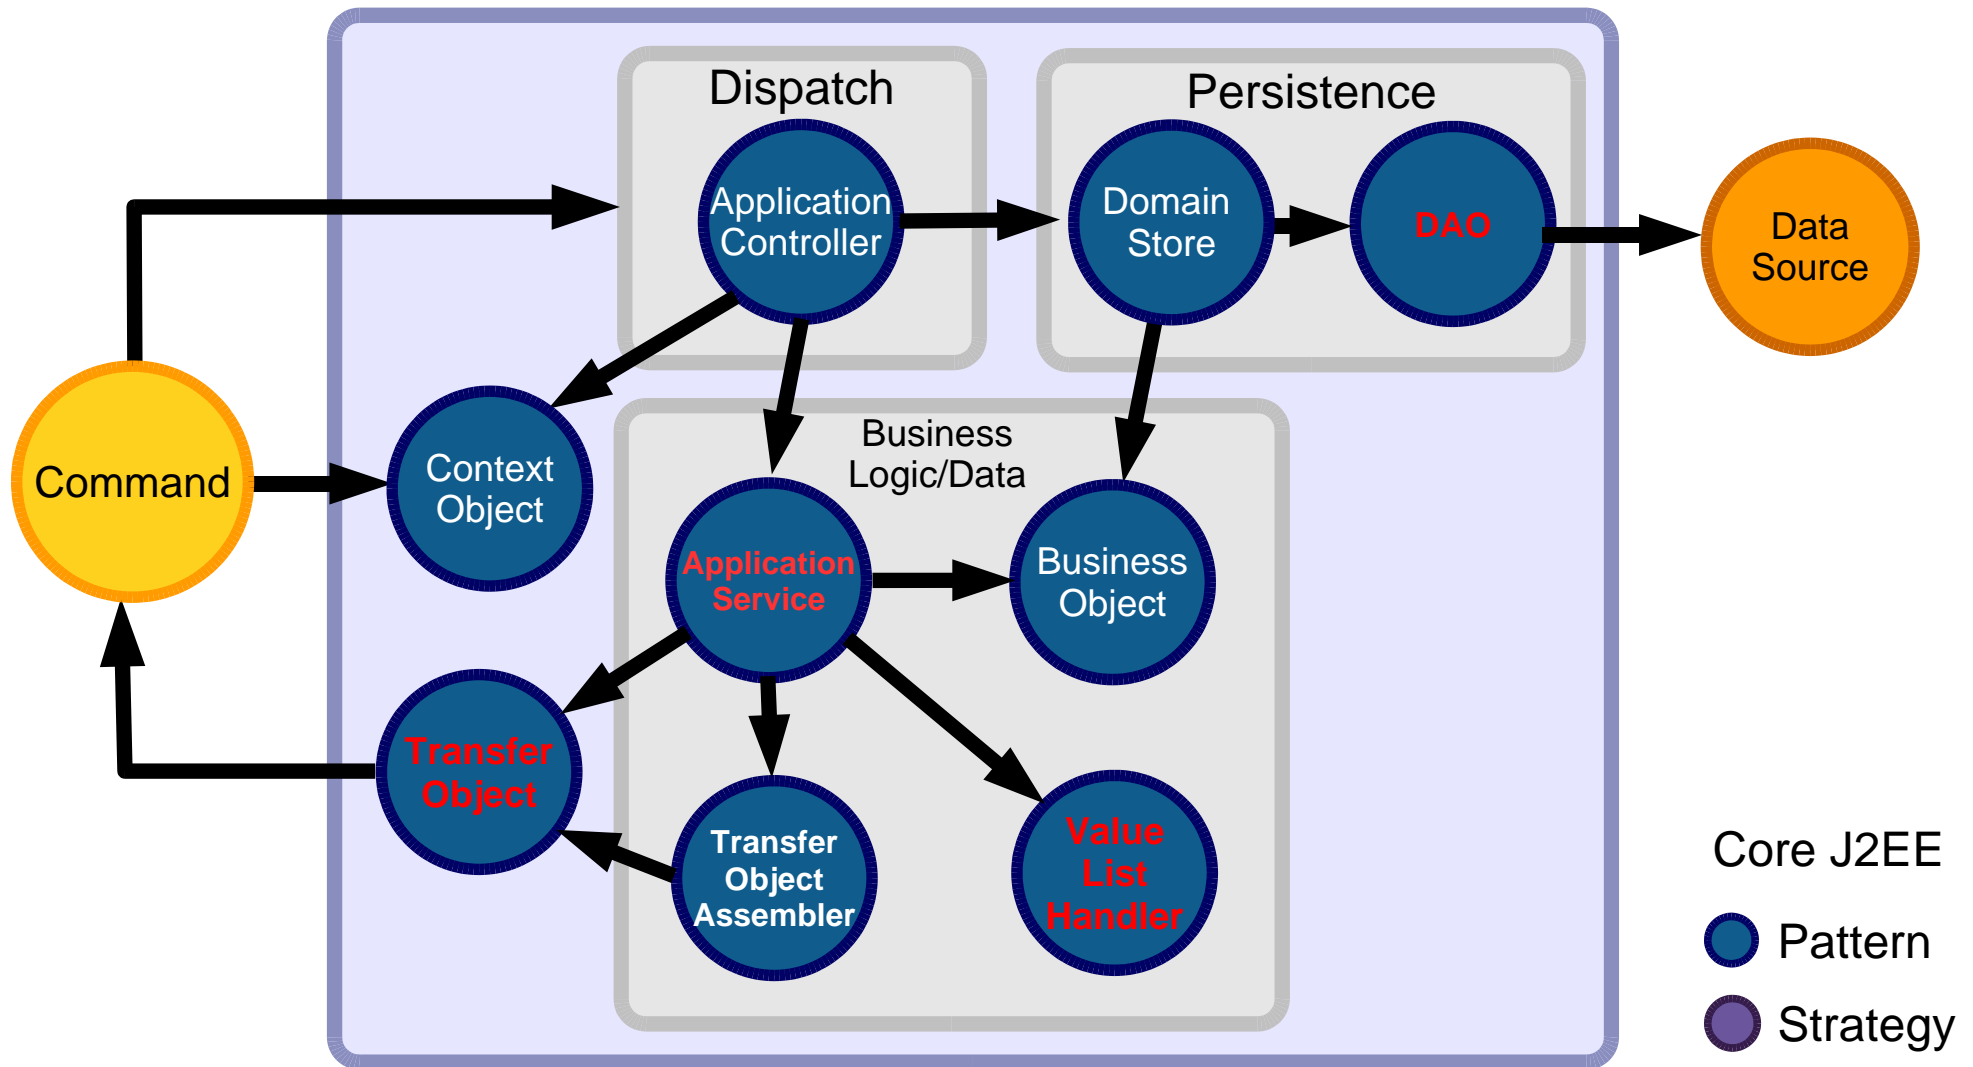 Dispatch
Persistence
Application
Controller
Domain
Store
DAO
Data
Source
Command
Context
Object
Business
Logic/Data
Application
Service
Business
Object
Transfer
Object
Transfer
Object
Assembler
Value
List
Handler
Core J2EE
Pattern
Strategy